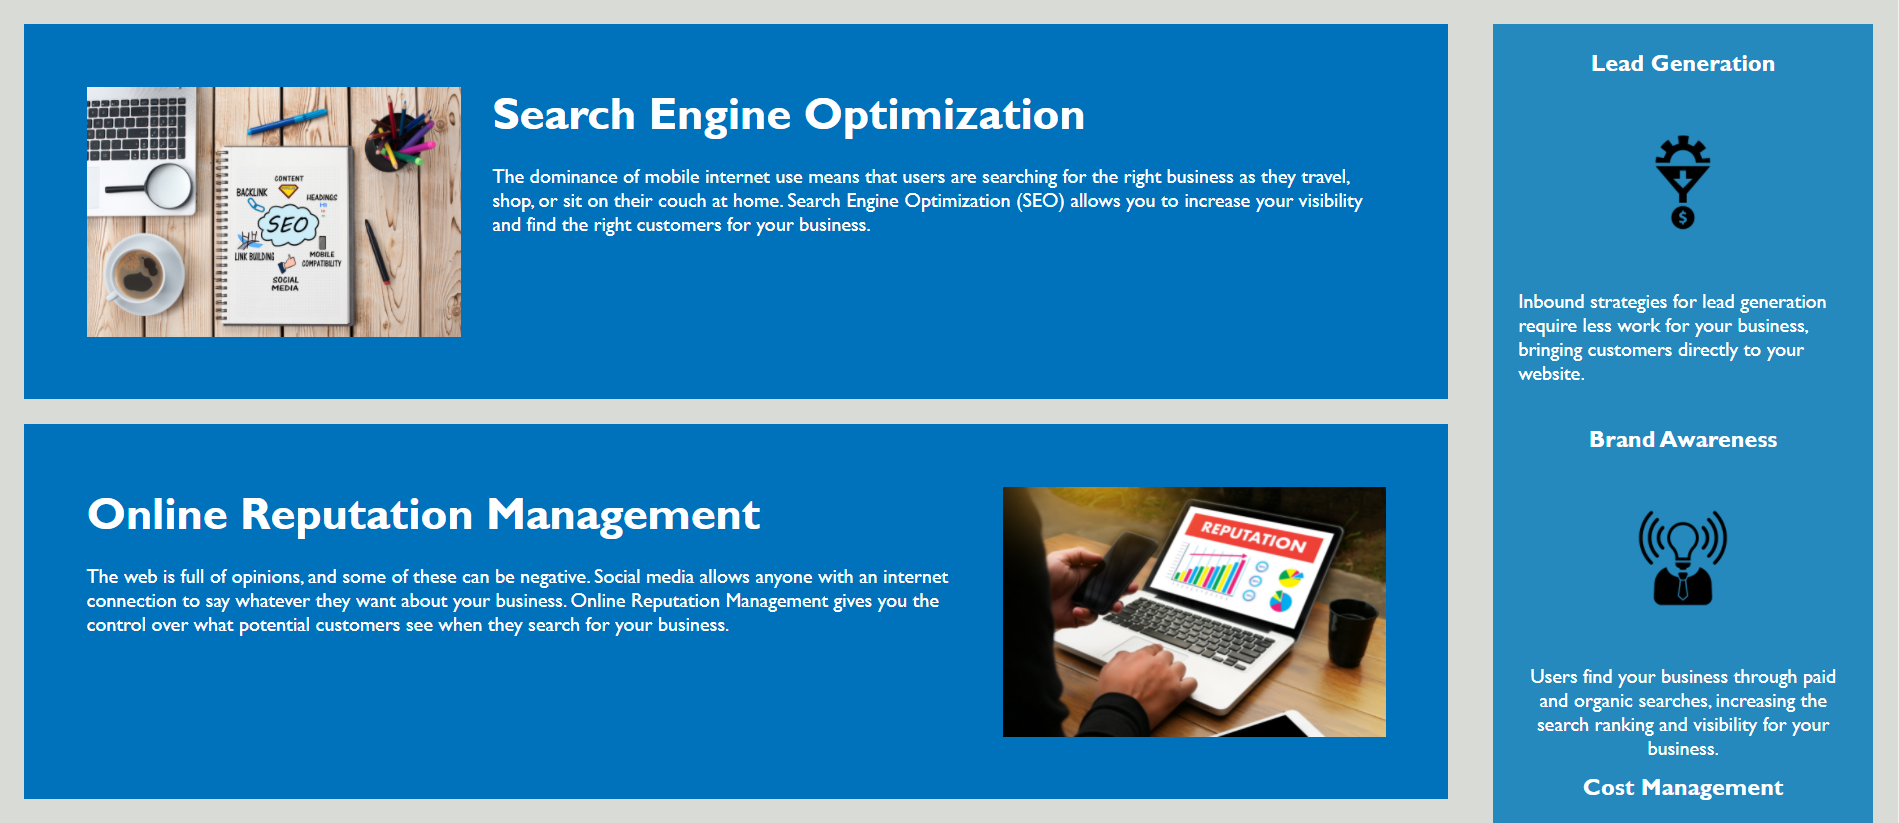 Search Engine Optimization
The dominance of mobile internet use means that users are searching for the right business as they travel,
shop, or sit on their couch at home. Search Engine Optimization (SEO) allows you to increase your visibility
and find the right customers for your business.
CONTENT
BACKLINK
HEADINGS
SEO
LINK BUILDING
MOBILE
COMPATIBILITY
SOCIAL
MEDIA
Online Reputation Management
The web is full of opinions, and some of these can be negative. Social media allows anyone with an internet
connection to say whatever they want about your business. Online Reputation Management gives you the
control over what potential customers see when they search for your business.
REPUTATION
Lead Generation
$
Inbound strategies for lead generation
require less work for your business,
bringing customers directly to your
website.
Brand Awareness
Users find your business through paid
and organic searches, increasing the
search ranking and visibility for your
business.
Cost Management